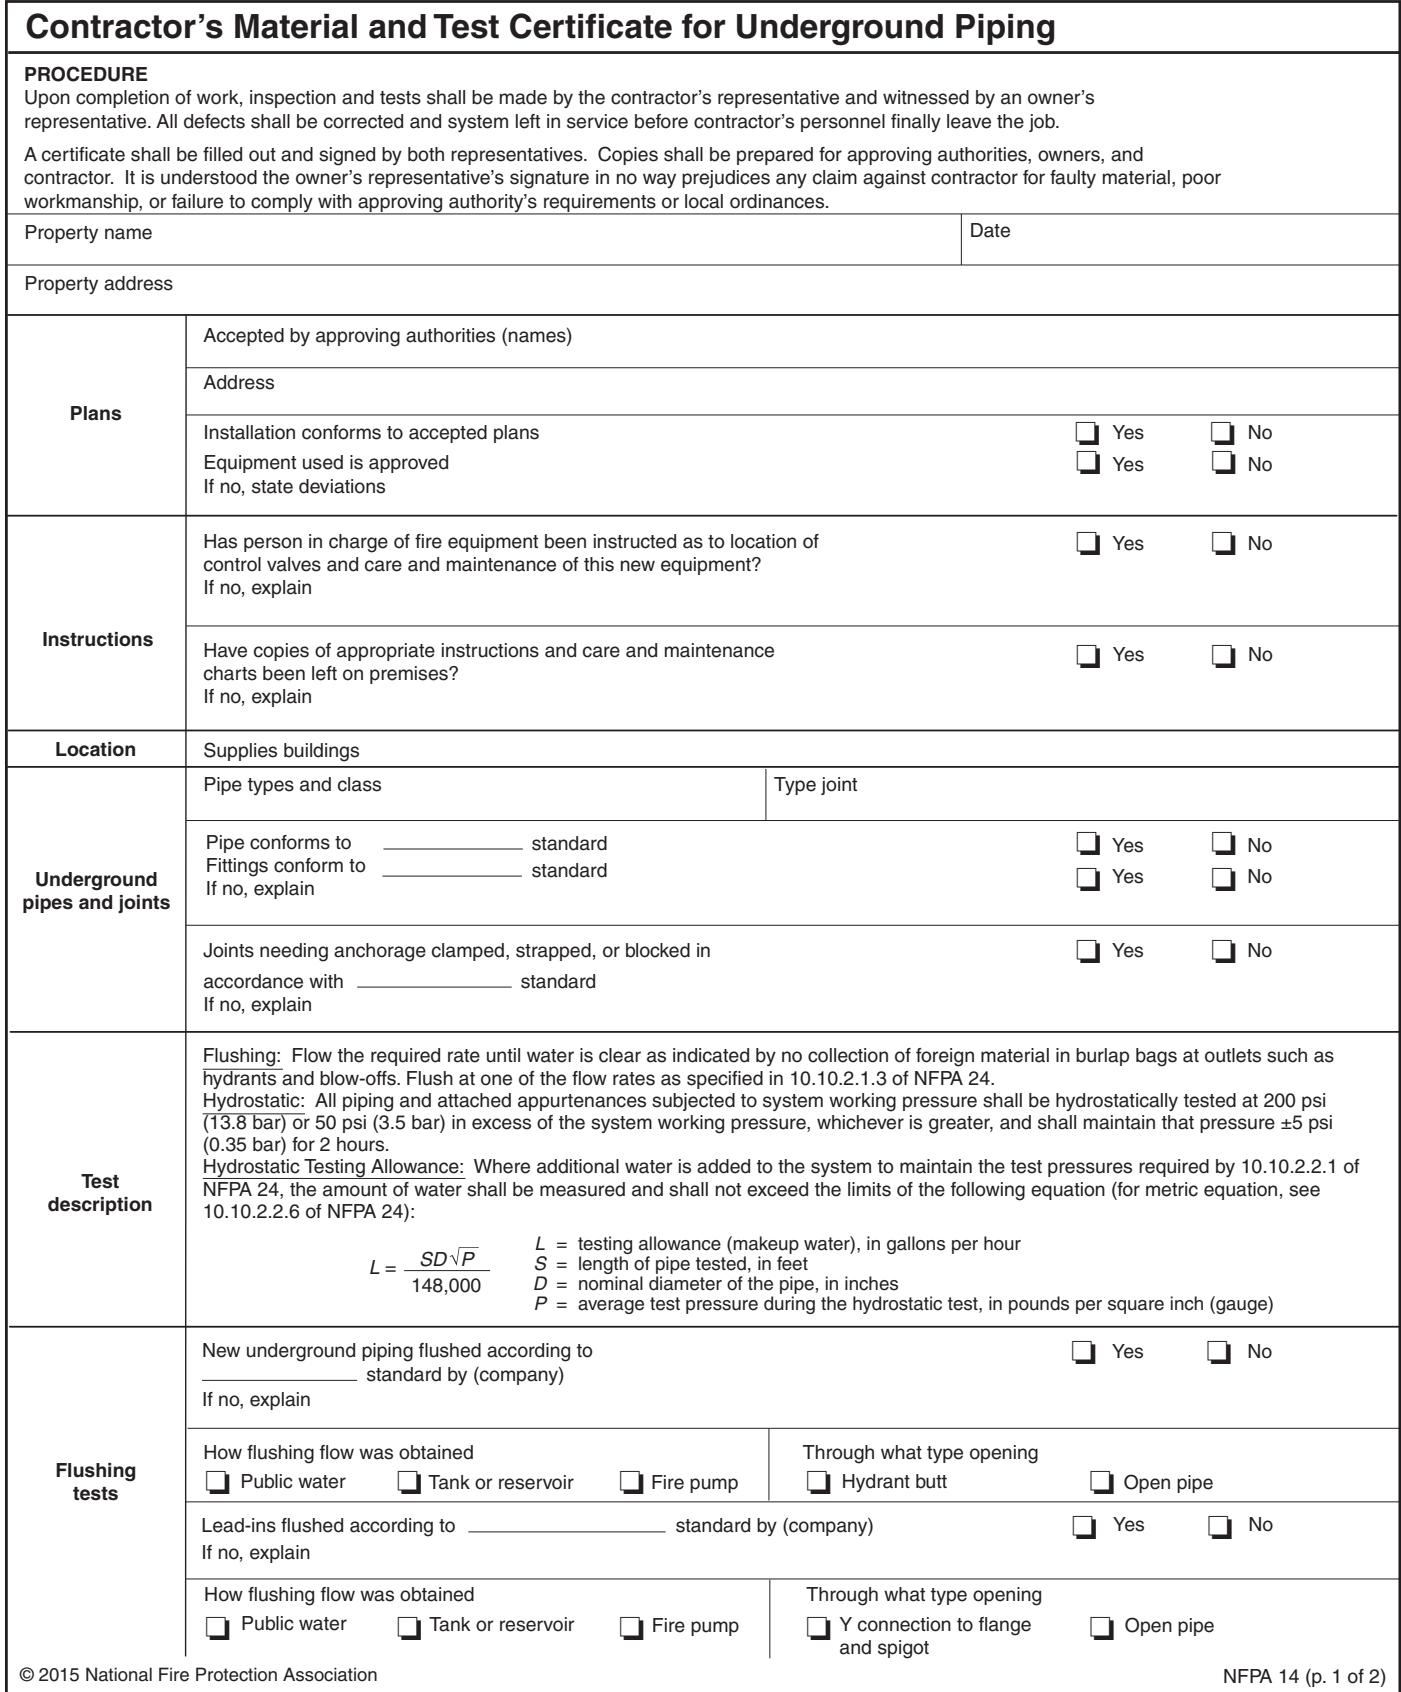 Contractor’s Material and Test Certificate for Underground Piping
PROCEDURE
Upon completion of work, inspection and tests shall be made by the contractor’s representative and witnessed by an owner’s
representative. All defects shall be corrected and system left in service before contractor’s personnel finally leave the job.
A certificate shall be filled out and signed by both representatives. Copies shall be prepared for approving authorities, owners, and
contractor. It is understood the owner’s representative’s signature in no way prejudices any claim against contractor for faulty material, poor
workmanship, or failure to comply with approving authority’s requirements or local ordinances.
Property name
Date
Property address
Plans
Accepted by approving authorities (names)
Address
Installation conforms to accepted plans Yes No
Equipment used is approved Yes No
If no, state deviations
Instructions
Has person in charge of fire equipment been instructed as to location of Yes No
control valves and care and maintenance of this new equipment?
If no, explain
Have copies of appropriate instructions and care and maintenance Yes No
charts been left on premises?
If no, explain
Location
Supplies buildings
Underground
pipes and joints
Pipe types and class
Type joint
Pipe conforms to ____________ standard Yes No
Fittings conform to ____________ standard Yes No
If no, explain
Joints needing anchorage clamped, strapped, or blocked in Yes No
accordance with ____________ standard
If no, explain
Test
description
Flushing: Flow the required rate until water is clear as indicated by no collection of foreign material in burlap bags at outlets such as
hydrants and blow-offs. Flush at one of the flow rates as specified in 10.10.2.1.3 of NFPA 24.
Hydrostatic: All piping and attached appurtenances subjected to system working pressure shall be hydrostatically tested at 200 psi
(13.8 bar) or 50 psi (3.5 bar) in excess of the system working pressure, whichever is greater, and shall maintain that pressure ±5 psi
(0.35 bar) for 2 hours.
Hydrostatic Testing Allowance: Where additional water is added to the system to maintain the test pressures required by 10.10.2.2.1 of
NFPA 24, the amount of water shall be measured and shall not exceed the limits of the following equation (for metric equation, see
10.10.2.2.6 of NFPA 24):
L = SD√P / 148,000
L = testing allowance (makeup water), in gallons per hour
S = length of pipe tested, in feet
D = nominal diameter of the pipe, in inches
P = average test pressure during the hydrostatic test, in pounds per square inch (gauge)
Flushing
tests
New underground piping flushed according to Yes No
____________ standard by (company)
If no, explain
How flushing flow was obtained
Public water Tank or reservoir Fire pump
Through what type opening
Hydrant butt Open pipe
Lead-ins flushed according to ____________ standard by (company) Yes No
If no, explain
How flushing flow was obtained
Public water Tank or reservoir Fire pump
Through what type opening
Y connection to flange Open pipe
and spigot
© 2015 National Fire Protection Association
NFPA 14 (p. 1 of 2)